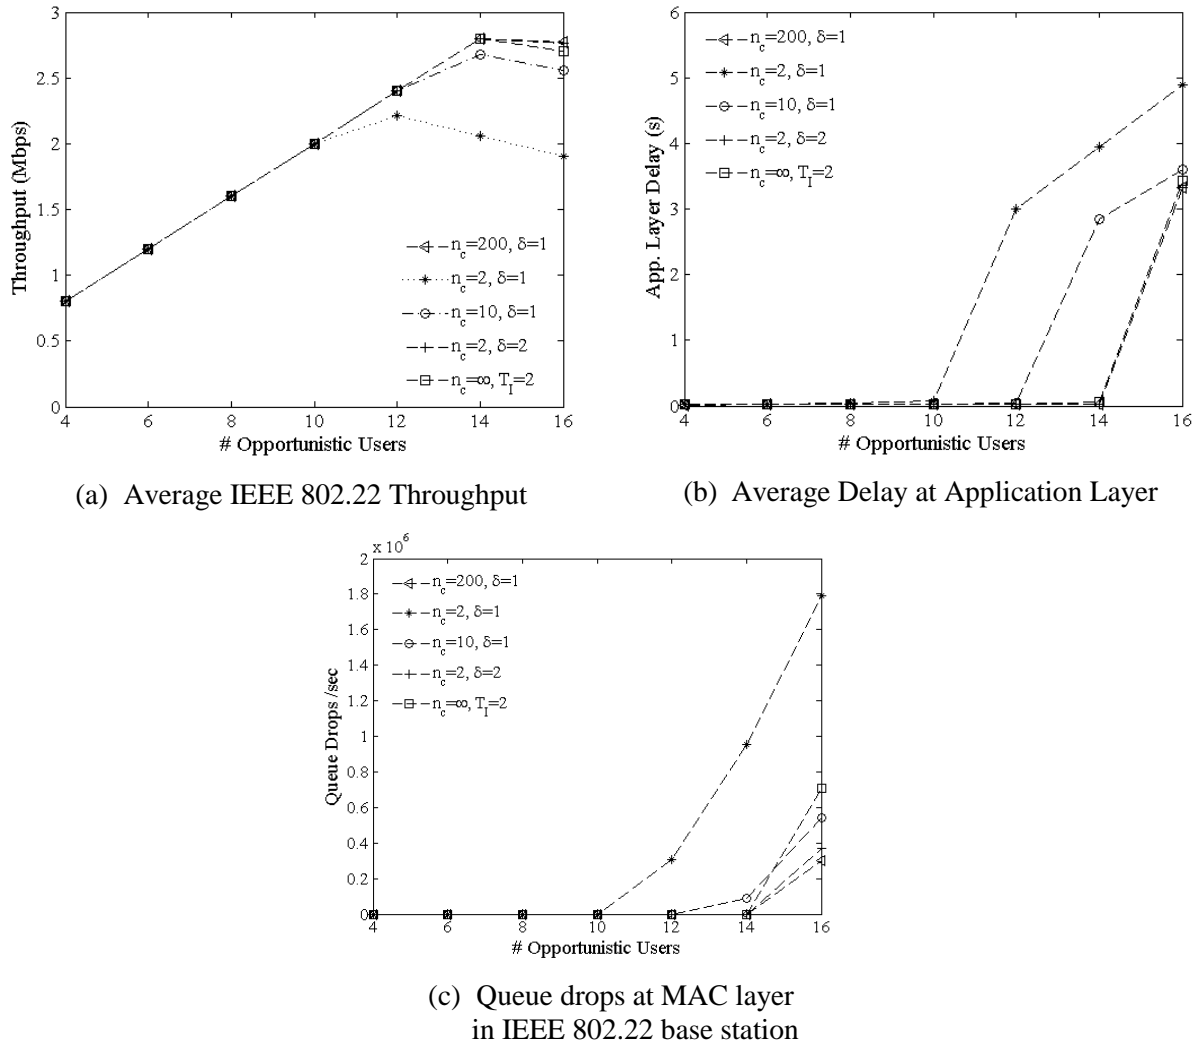 3
2.5
2
1.5
1
0.5
0
4
6
8
10
12
14
16
Throughput (Mbps)
# Opportunistic Users
n_c=200, δ=1
n_c=2, δ=1
n_c=10, δ=1
n_c=2, δ=2
n_c=∞, T_I=2
(a) Average IEEE 802.22 Throughput
6
5
4
3
2
1
0
4
6
8
10
12
14
16
App. Layer Delay (s)
# Opportunistic Users
n_c=200, δ=1
n_c=2, δ=1
n_c=10, δ=1
n_c=2, δ=2
n_c=∞, T_I=2
(b) Average Delay at Application Layer
x 10^6
2
1.8
1.6
1.4
1.2
1
0.8
0.6
0.4
0.2
0
4
6
8
10
12
14
16
Queue Drops /sec
# Opportunistic Users
n_c=200, δ=1
n_c=2, δ=1
n_c=10, δ=1
n_c=2, δ=2
n_c=∞, T_I=2
(c) Queue drops at MAC layer
in IEEE 802.22 base station